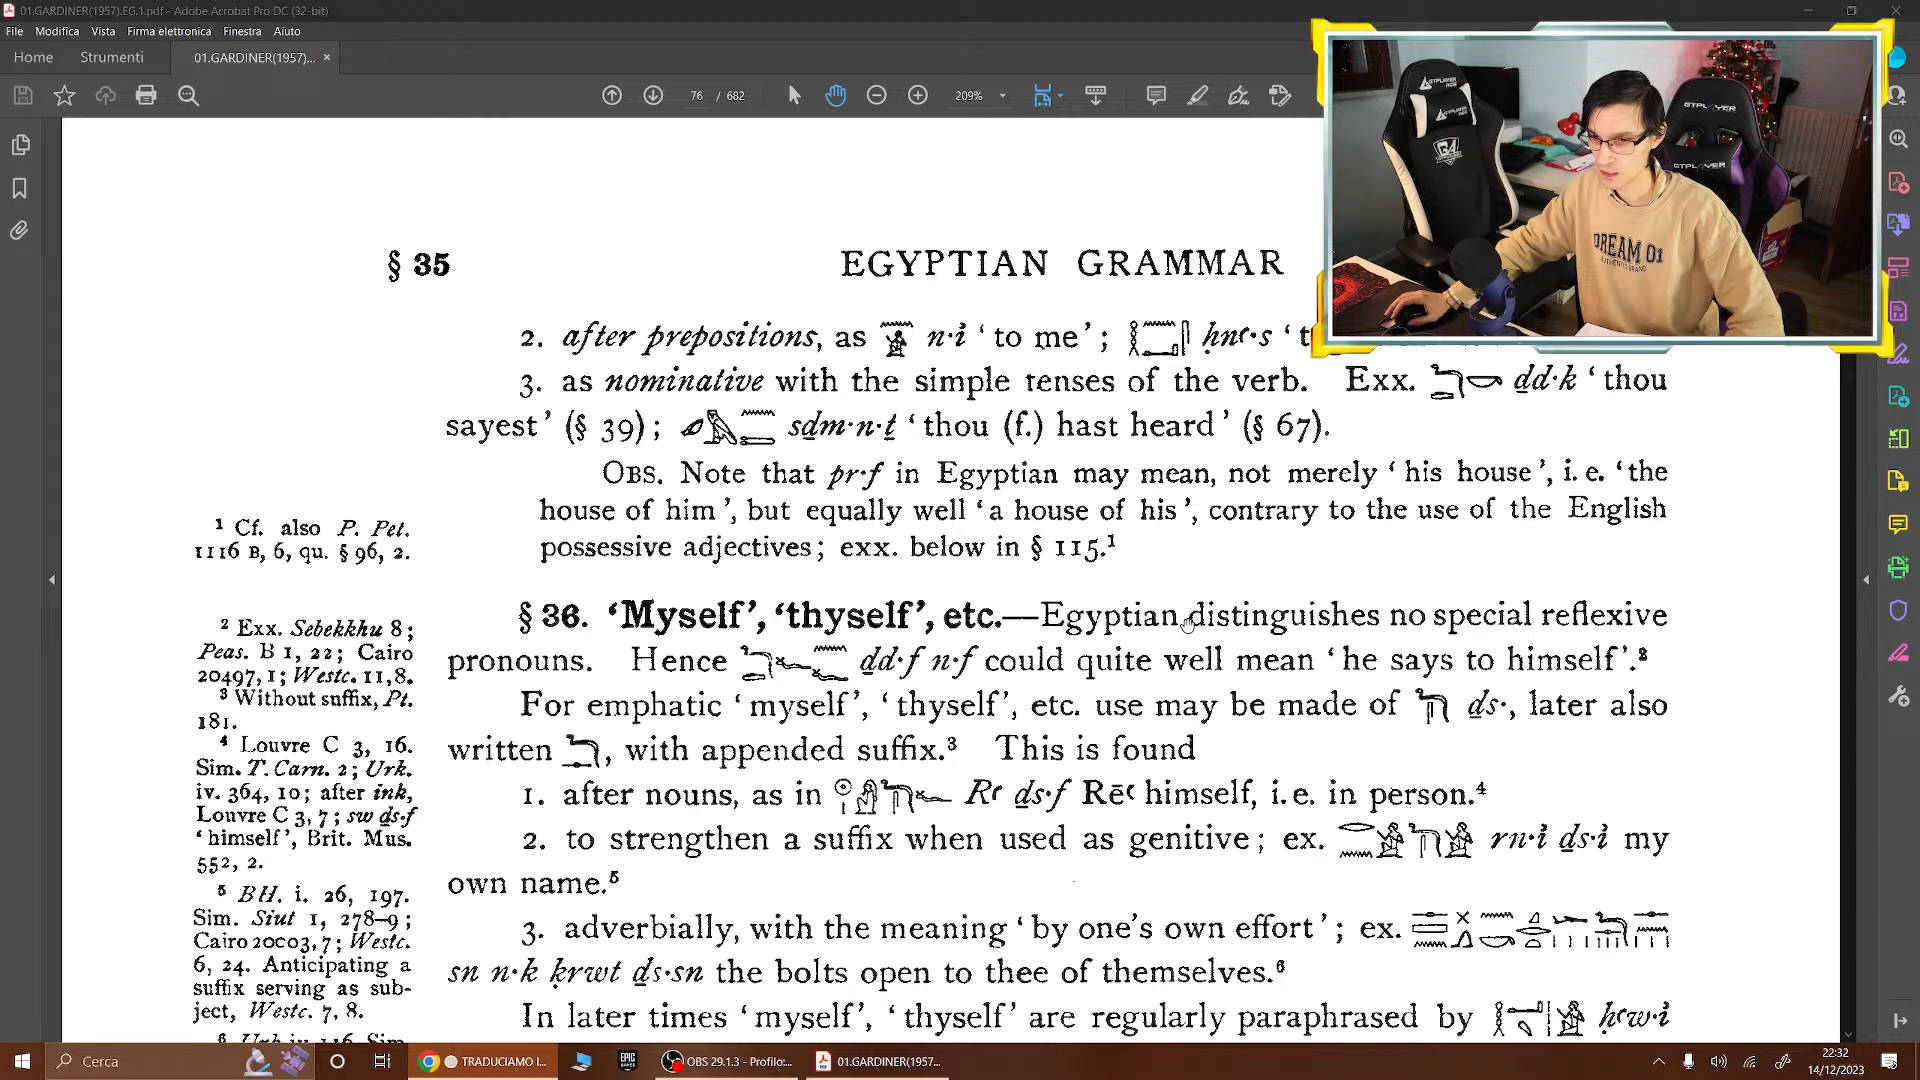 01.GARDINER(1957).EG.1.pdf - Adobe Acrobat Pro DC (32-bit)
File Modifica Vista Firma elettronica Finestra Aiuto
Home Strumenti 01.GARDINER(1957)... ×
76 / 682 209%
§ 35 EGYPTIAN GRAMMAR
2. after prepositions, as n·ỉ ‘to me’; ḥnꜥ·s
3. as nominative with the simple tenses of the verb. Exx. ḏd·k ‘thou
sayest’ (§ 39); sḏm·n·ṯ ‘thou (f.) hast heard’ (§ 67).
OBS. Note that pr·f in Egyptian may mean, not merely ‘his house’, i. e. ‘the
house of him’, but equally well ‘a house of his’, contrary to the use of the English
possessive adjectives; exx. below in § 115.¹
¹ Cf. also P. Pet.
1116 B, 6, qu. § 96, 2.
§ 36. ‘Myself’, ‘thyself’, etc.—Egyptian distinguishes no special reflexive
pronouns. Hence ḏd·f n·f could quite well mean ‘he says to himself’.²
For emphatic ‘myself’, ‘thyself’, etc. use may be made of ḏs·, later also
written , with appended suffix.³ This is found
1. after nouns, as in Rꜥ ḏs·f Rēꜥ himself, i.e. in person.⁴
2. to strengthen a suffix when used as genitive; ex. rn·ỉ ḏs·ỉ my
own name.⁵
3. adverbially, with the meaning ‘by one’s own effort’; ex.
sn n·k ḳrwt ḏs·sn the bolts open to thee of themselves.⁶
In later times ‘myself’, ‘thyself’ are regularly paraphrased by ḥꜥw·ỉ
² Exx. Sebekkhu 8;
Peas. B 1, 22; Cairo
20497, 1; Westc. 11, 8.
³ Without suffix, Pt.
181.
⁴ Louvre C 3, 16.
Sim. T. Carn. 2; Urk.
iv. 364, 10; after ink,
Louvre C 3, 7; sw ḏs·f
‘himself’, Brit. Mus.
552, 2.
⁵ BH. i. 26, 197.
Sim. Siut 1, 278–9;
Cairo 20003, 7; Westc.
6, 24. Anticipating a
suffix serving as sub-
ject, Westc. 7, 8.
GTPLAYER
GTPLAYER
GTPLAYER
DREAM 01
AUTHENTIC BRAND
Cerca
TRADUCIAMO I...
EPIC GAMES
OBS 29.1.3 - Profilo:...
01.GARDINER(1957...
22:32
14/12/2023